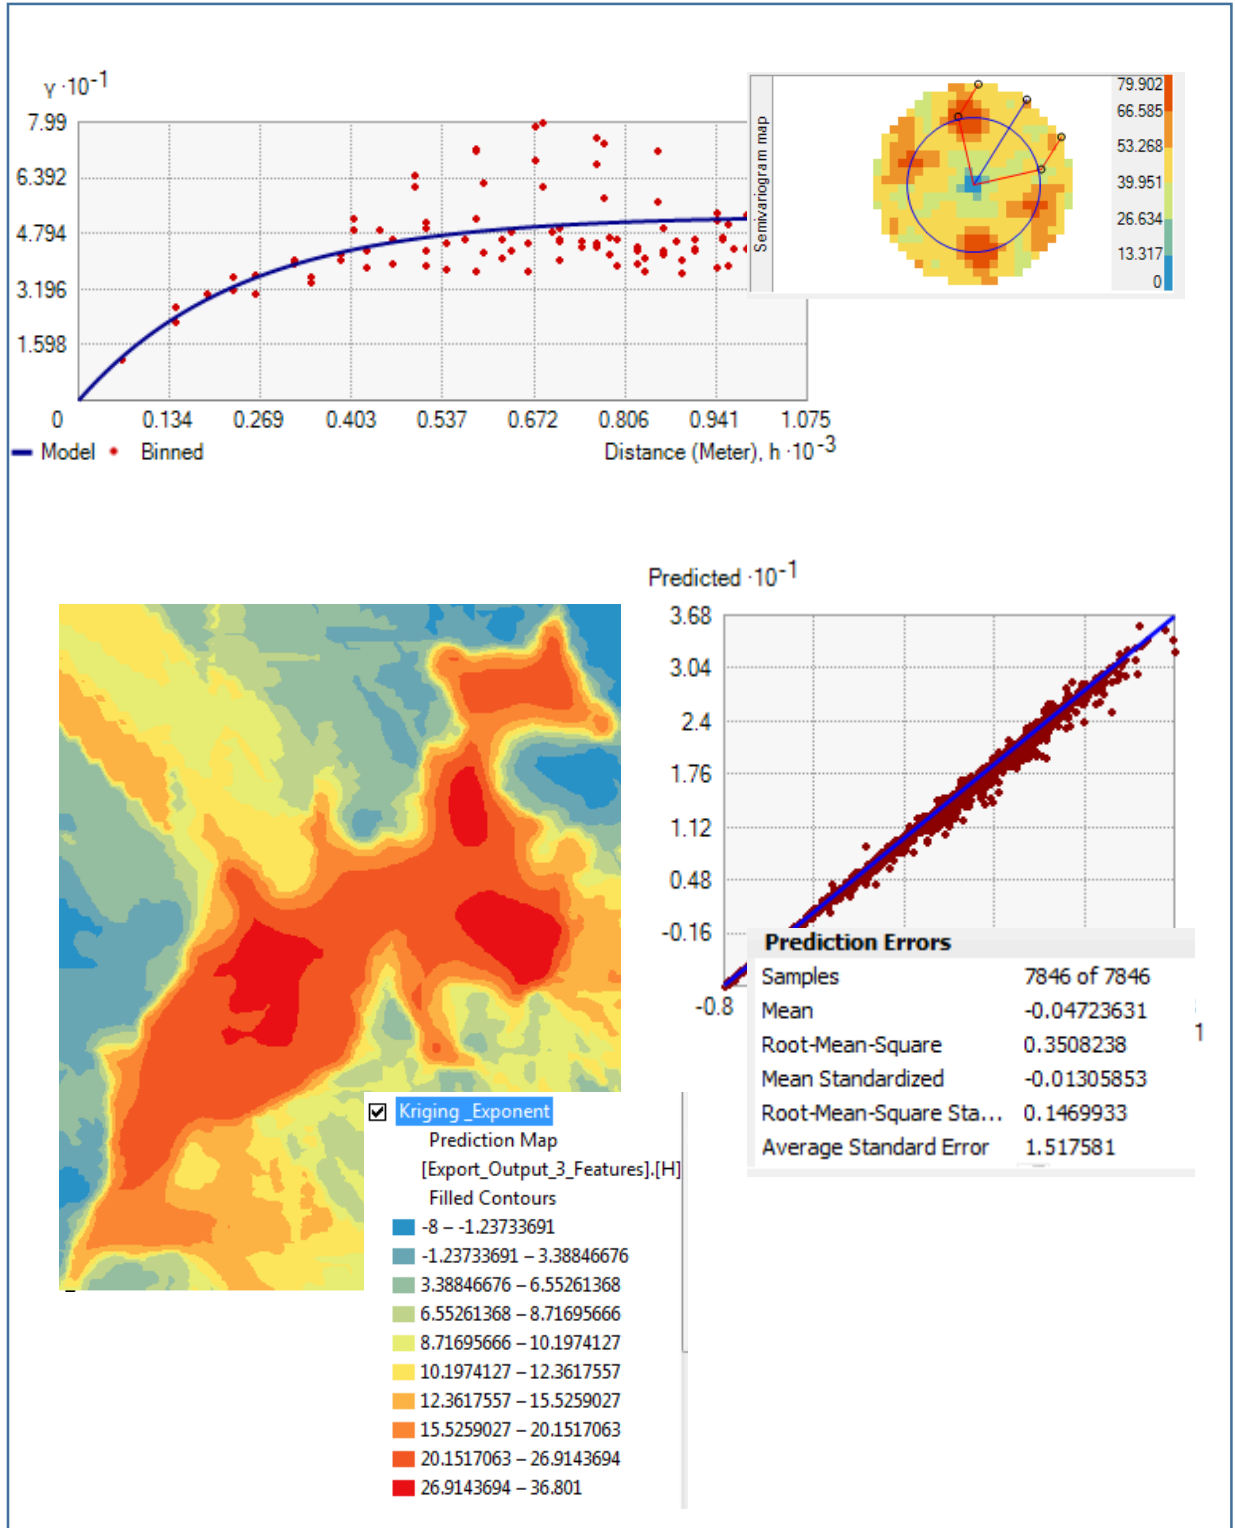 γ ·10-1
7.99
6.392
4.794
3.196
1.598
0 0.134 0.269 0.403 0.537 0.672 0.806 0.941 1.075
Model Binned
Distance (Meter), h ·10-3
Semivariogram map
79.902
66.585
53.268
39.951
26.634
13.317
0
Predicted ·10-1
3.68
3.04
2.4
1.76
1.12
0.48
-0.16
-0.8
1
Prediction Errors
Samples 7846 of 7846
Mean -0.04723631
Root-Mean-Square 0.3508238
Mean Standardized -0.01305853
Root-Mean-Square Sta... 0.1469933
Average Standard Error 1.517581
Kriging _Exponent
Prediction Map
[Export_Output_3_Features].[H]
Filled Contours
-8 – -1.23733691
-1.23733691 – 3.38846676
3.38846676 – 6.55261368
6.55261368 – 8.71695666
8.71695666 – 10.1974127
10.1974127 – 12.3617557
12.3617557 – 15.5259027
15.5259027 – 20.1517063
20.1517063 – 26.9143694
26.9143694 – 36.801